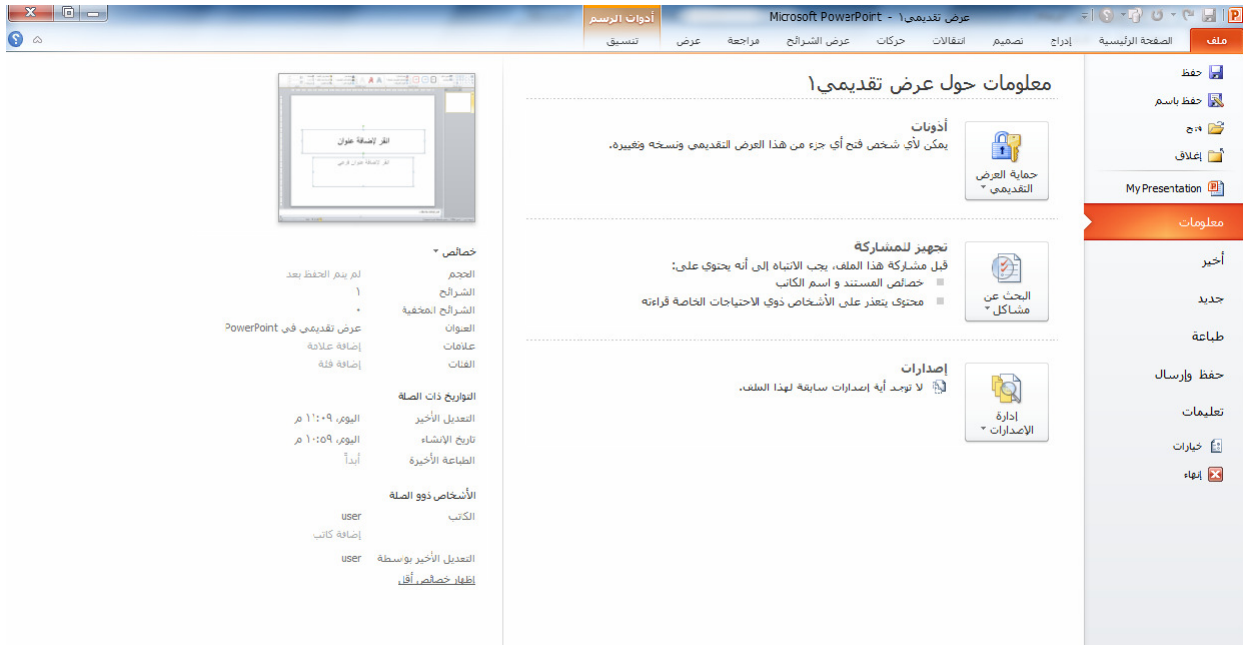 عرض تقديمي١ - Microsoft PowerPoint
أدوات الرسم
ملف
الصفحة الرئيسية
إدراج
تصميم
انتقالات
حركات
عرض الشرائح
مراجعة
عرض
تنسيق
حفظ
حفظ باسم
فتح
إغلاق
My Presentation
معلومات
أخير
جديد
طباعة
حفظ وإرسال
تعليمات
خيارات
إنهاء
معلومات حول عرض تقديمي١
حماية العرض
التقديمي
أذونات
يمكن لأي شخص فتح أي جزء من هذا العرض التقديمي ونسخه وتغييره.
البحث عن
مشاكل
تجهيز للمشاركة
قبل مشاركة هذا الملف، يجب الانتباه إلى أنه يحتوي على:
خصائص المستند و اسم الكاتب
محتوى يتعذر على الأشخاص ذوي الاحتياجات الخاصة قراءته
إدارة
الإصدارات
إصدارات
لا توجد أية إصدارات سابقة لهذا الملف.
انقر لإضافة عنوان
انقر لإضافة عنوان فرعي
خصائص
الحجم لم يتم الحفظ بعد
الشرائح ١
الشرائح المخفية ٠
العنوان عرض تقديمي في PowerPoint
علامات إضافة علامة
الفئات إضافة فئة
التواريخ ذات الصلة
التعديل الأخير اليوم، ١١:٠٩ م
تاريخ الإنشاء اليوم، ١٠:٥٩ م
الطباعة الأخيرة أبداً
الأشخاص ذوو الصلة
الكاتب user
إضافة كاتب
التعديل الأخير بواسطة user
إظهار خصائص أقل